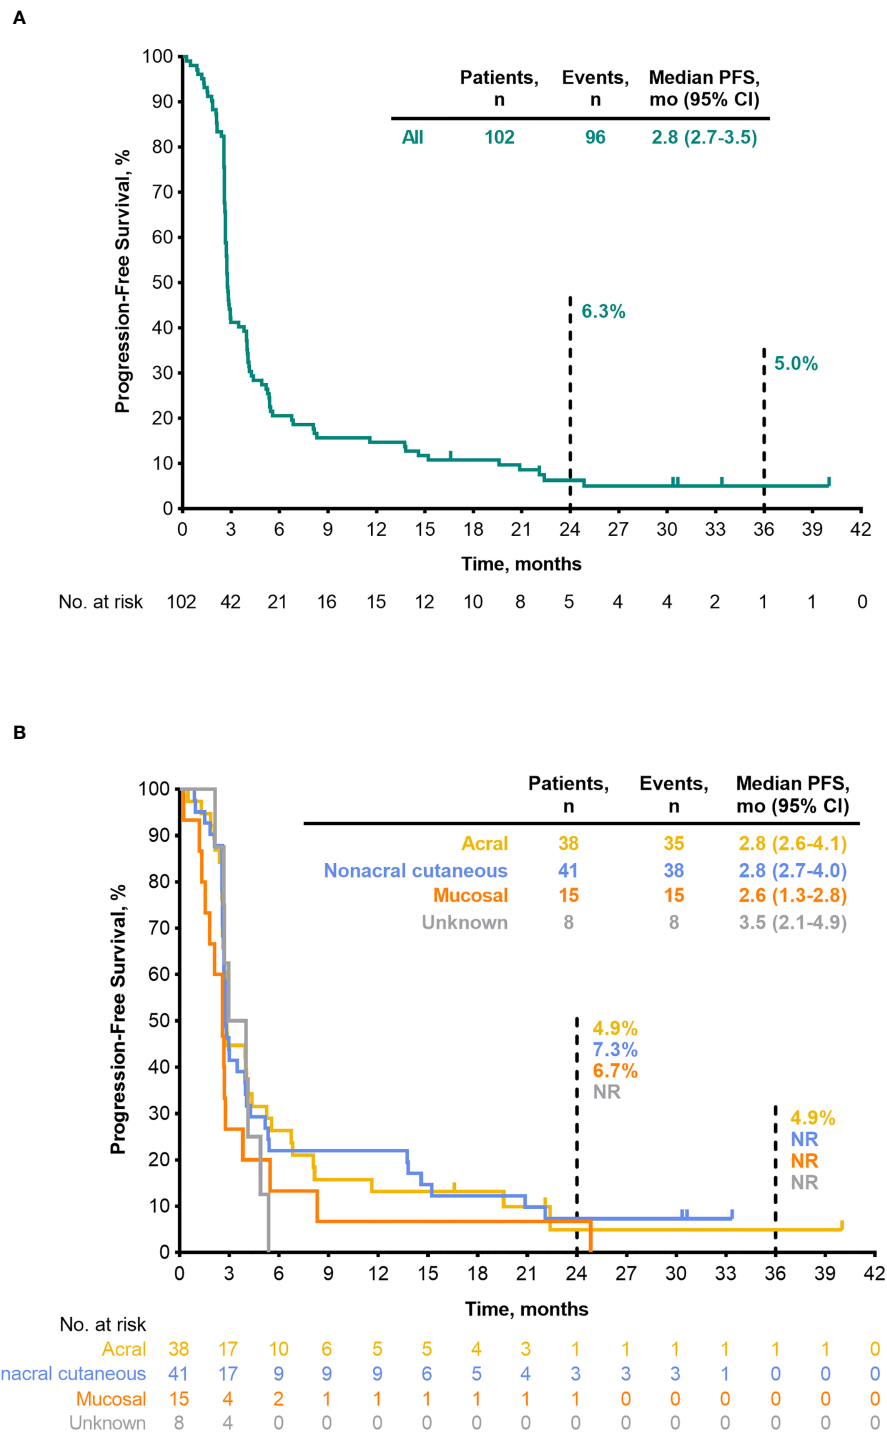 A
Patients, n Events, n Median PFS, mo (95% CI)
All 102 96 2.8 (2.7-3.5)
Progression-Free Survival, %
100
90
80
70
60
50
40
30
20
10
0
6.3%
5.0%
0 3 6 9 12 15 18 21 24 27 30 33 36 39 42
Time, months
No. at risk 102 42 21 16 15 12 10 8 5 4 4 2 1 1 0
B
Patients, n Events, n Median PFS, mo (95% CI)
Acral 38 35 2.8 (2.6-4.1)
Nonacral cutaneous 41 38 2.8 (2.7-4.0)
Mucosal 15 15 2.6 (1.3-2.8)
Unknown 8 8 3.5 (2.1-4.9)
Progression-Free Survival, %
100
90
80
70
60
50
40
30
20
10
0
4.9%
7.3%
6.7%
NR
4.9%
NR
NR
NR
0 3 6 9 12 15 18 21 24 27 30 33 36 39 42
Time, months
No. at risk
Acral 38 17 10 6 5 5 4 3 1 1 1 1 1 1 0
nacral cutaneous 41 17 9 9 9 6 5 4 3 3 3 1 0 0 0
Mucosal 15 4 2 1 1 1 1 1 1 0 0 0 0 0 0
Unknown 8 4 0 0 0 0 0 0 0 0 0 0 0 0 0